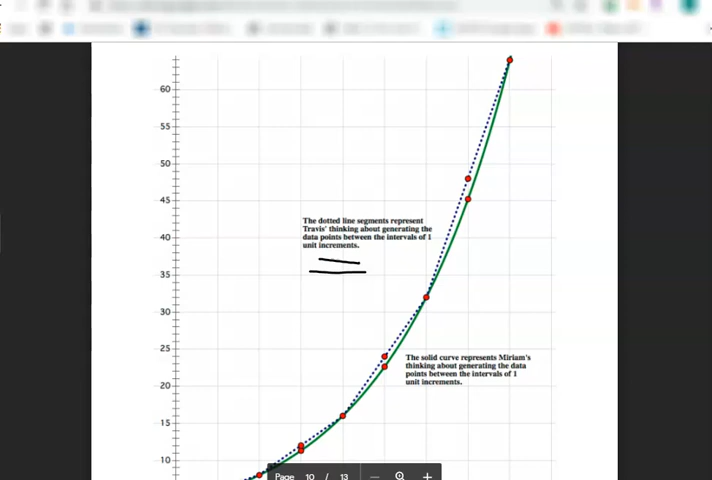 60
55
50
45
The dotted line segments represent
Travis' thinking about generating the
data points between the intervals of 1
unit increments.
40
35
30
25
The solid curve represents Miriam's
thinking about generating the data
points between the intervals of 1
unit increments.
20
15
10
Page 10 / 13